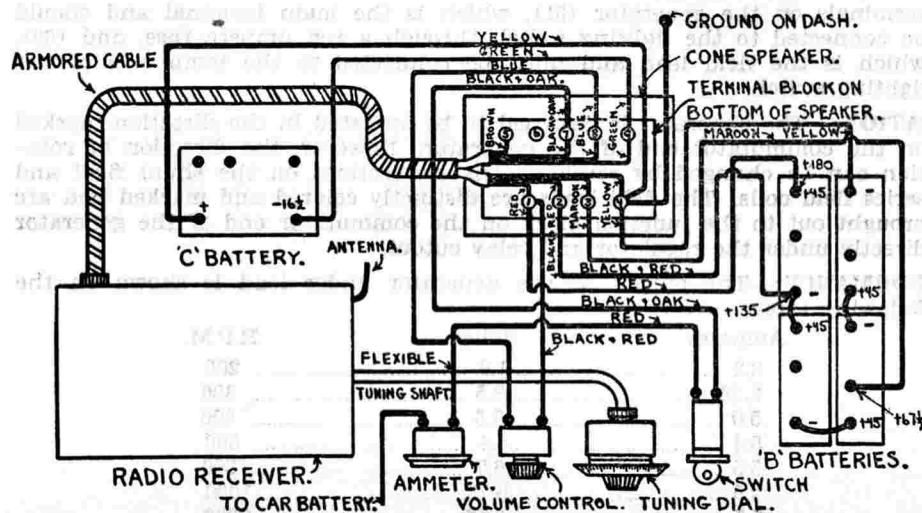 GROUND ON DASH.
YELLOW
GREEN
BLUE
BLACK+OAK.
ARMORED CABLE
CONE SPEAKER.
TERMINAL BLOCK ON
BOTTOM OF SPEAKER.
MAROON
YELLOW
BROWN
BLUE
GREEN
+180
+45
-
-16½
RED
BLACK+RED
MAROON
YELLOW
"C" BATTERY.
ANTENNA.
BLACK + RED
RED
BLACK+OAK
RED
BLACK + RED
+135
-
+45
+45
-
FLEXIBLE
TUNING SHAFT
-
+45
+67½
RADIO RECEIVER.
AMMETER.
"B" BATTERIES.
SWITCH
TO CAR BATTERY.
VOLUME CONTROL.
TUNING DIAL.